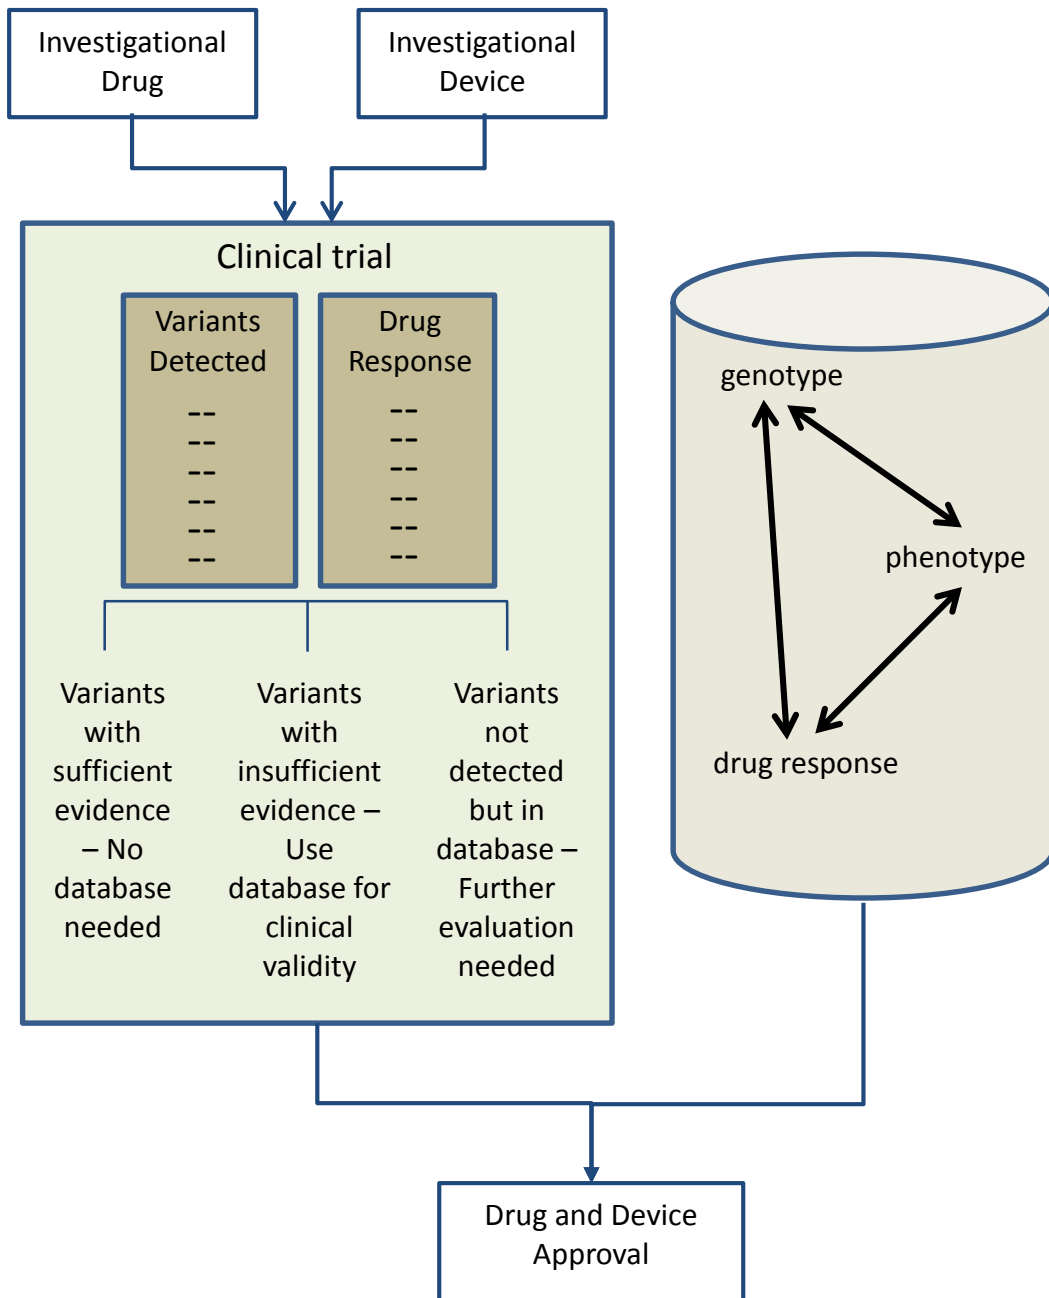 Investigational
Drug
Investigational
Device
Clinical trial
Variants
Detected
--
--
--
--
--
--
Drug
Response
--
--
--
--
--
--
Variants
with
sufficient
evidence
– No
database
needed
Variants
with
insufficient
evidence –
Use
database for
clinical
validity
Variants
not
detected
but in
database –
Further
evaluation
needed
genotype
phenotype
drug response
Drug and Device
Approval